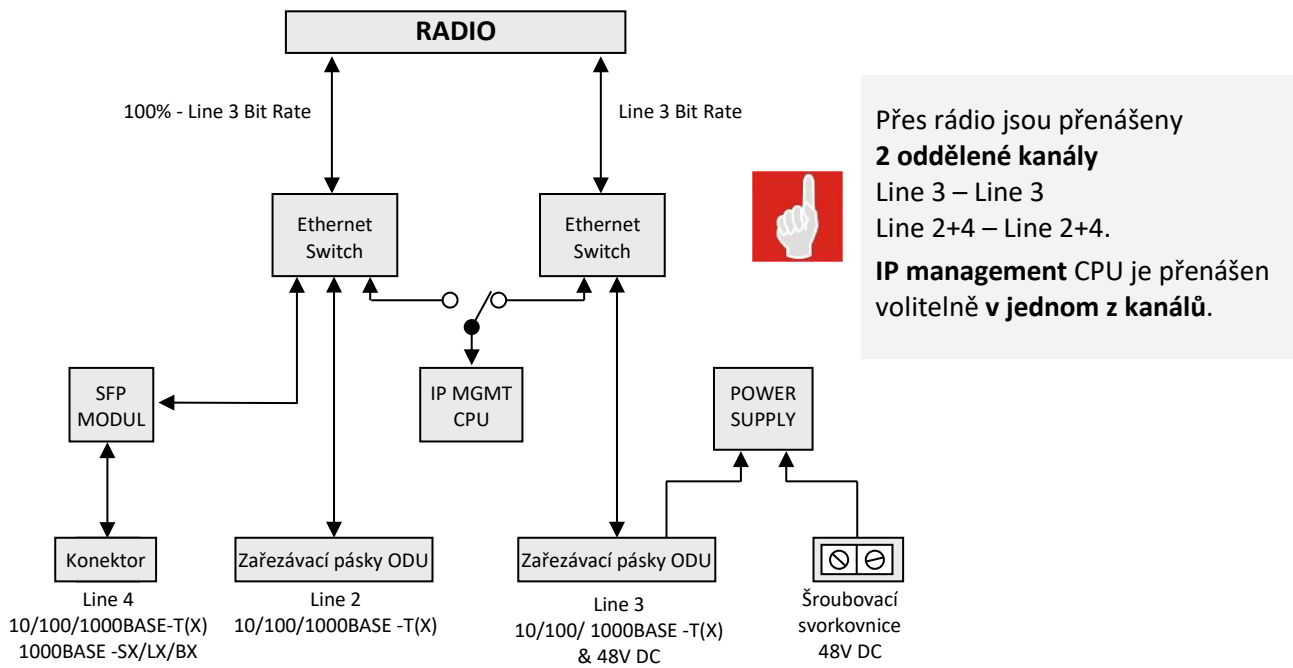 RADIO
100% - Line 3 Bit Rate
Line 3 Bit Rate
Přes rádio jsou přenášeny
2 oddělené kanály
Line 3 – Line 3
Line 2+4 – Line 2+4.
IP management CPU je přenášen
volitelně v jednom z kanálů.
Ethernet
Switch
Ethernet
Switch
SFP
MODUL
IP MGMT
CPU
POWER
SUPPLY
Konektor
Line 4
10/100/1000BASE-T(X)
1000BASE -SX/LX/BX
Zařezávací pásky ODU
Line 2
10/100/1000BASE -T(X)
Zařezávací pásky ODU
Line 3
10/100/ 1000BASE -T(X)
& 48V DC
Šroubovací
svorkovnice
48V DC